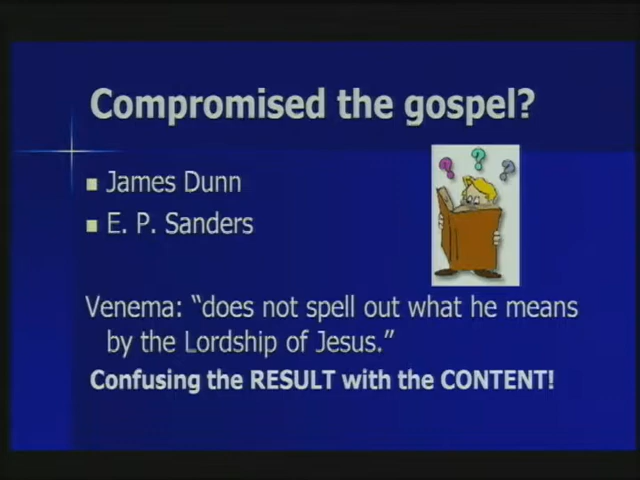 Compromised the gospel?
James Dunn
E. P. Sanders
? ? ?
Venema: “does not spell out what he means
by the Lordship of Jesus.”
Confusing the RESULT with the CONTENT!